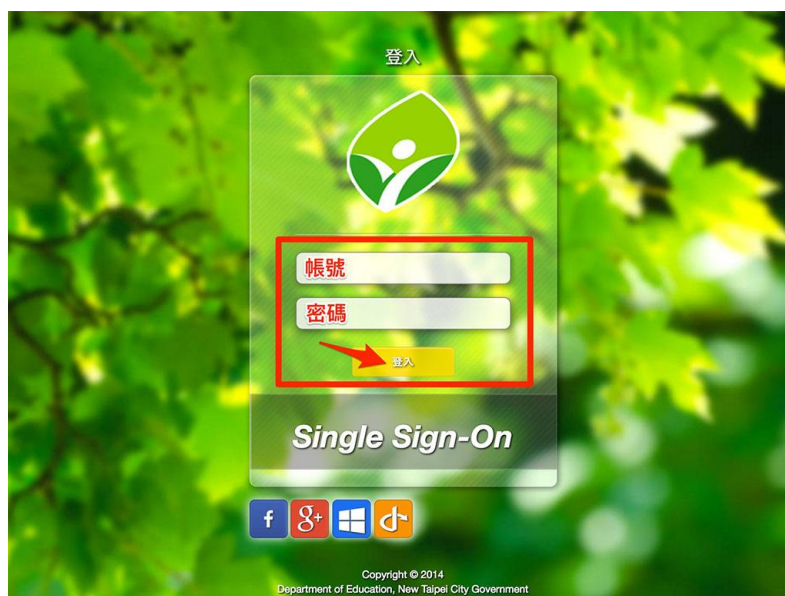 登入
帳號
密碼
登入
Single Sign-On
f
g+
Copyright © 2014
Department of Education, New Taipei City Government